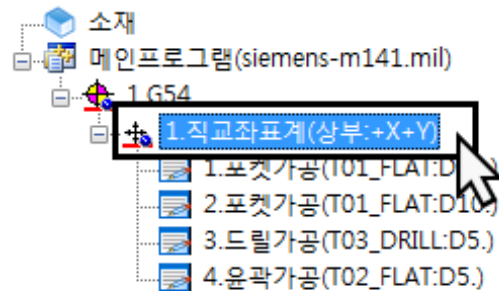 소재
메인프로그램(siemens-m141.mil)
1.G54
1.직교좌표계(상부:+X+Y)
1.포켓가공(T01_FLAT:D
2.포켓가공(T01_FLAT:D10.)
3.드릴가공(T03_DRILL:D5.)
4.윤곽가공(T02_FLAT:D5.)